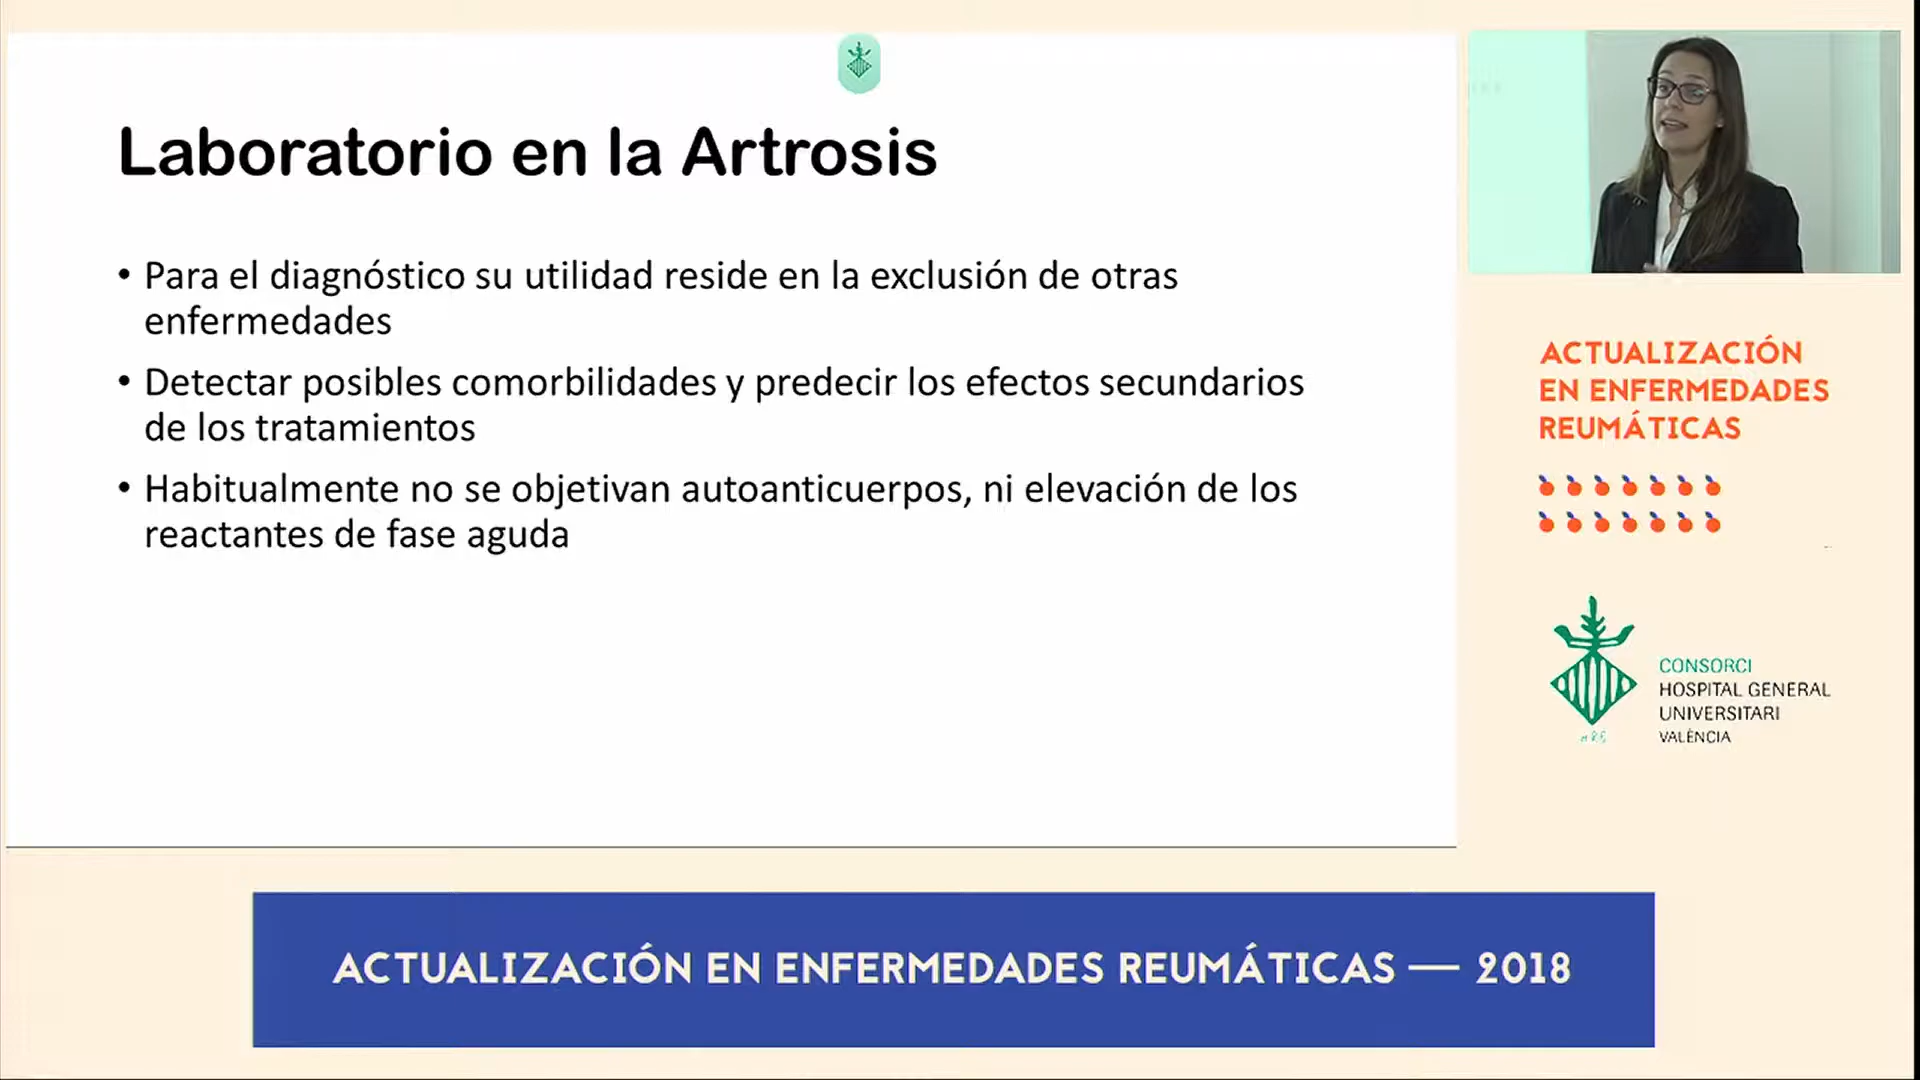 Laboratorio en la Artrosis
• Para el diagnóstico su utilidad reside en la exclusión de otras
enfermedades
• Detectar posibles comorbilidades y predecir los efectos secundarios
de los tratamientos
• Habitualmente no se objetivan autoanticuerpos, ni elevación de los
reactantes de fase aguda
ACTUALIZACIÓN
EN ENFERMEDADES
REUMÁTICAS
CONSORCI
HOSPITAL GENERAL
UNIVERSITARI
VALÈNCIA
ACTUALIZACIÓN EN ENFERMEDADES REUMÁTICAS — 2018